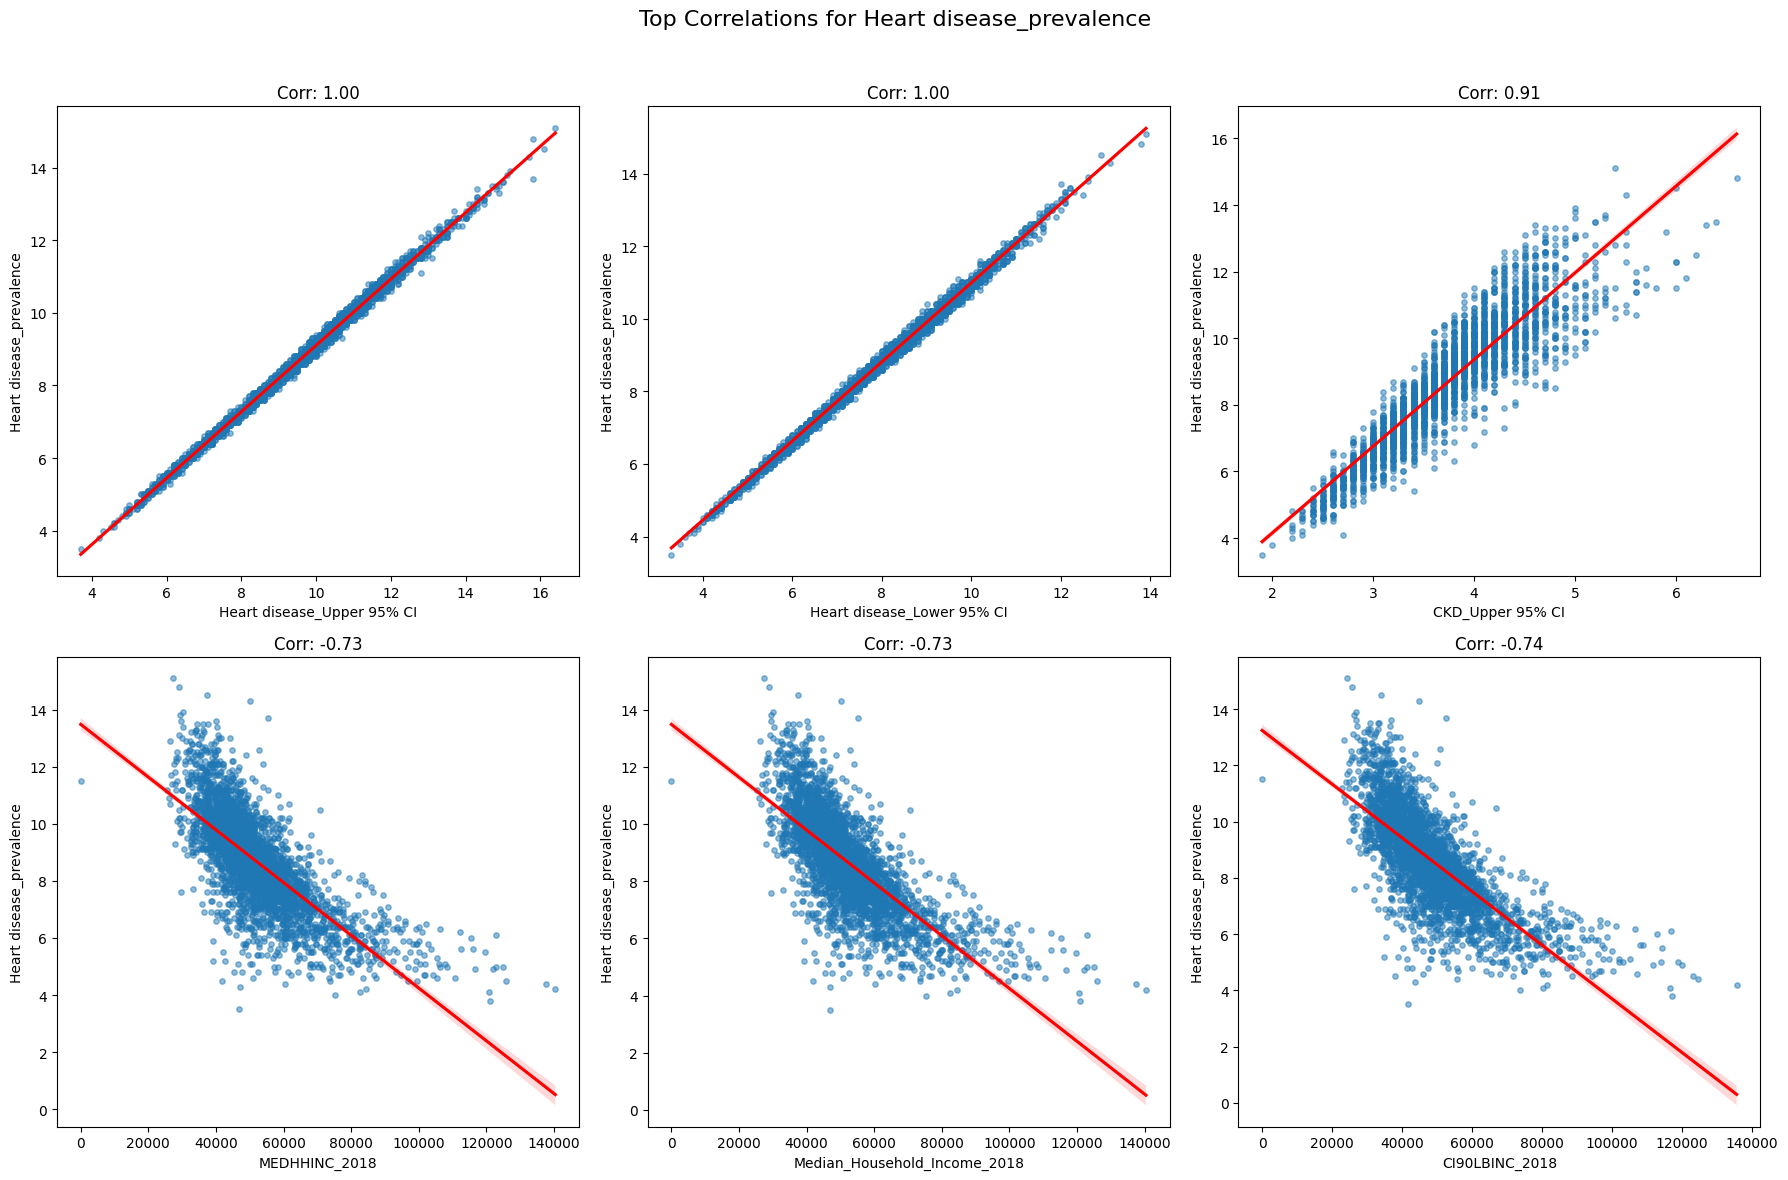 Top Correlations for Heart disease_prevalence
Corr: 1.00
Heart disease_prevalence
14
12
10
8
6
4
4 6 8 10 12 14 16
Heart disease_Upper 95% CI
Corr: 1.00
Heart disease_prevalence
14
12
10
8
6
4
4 6 8 10 12 14
Heart disease_Lower 95% CI
Corr: 0.91
Heart disease_prevalence
16
14
12
10
8
6
4
2 3 4 5 6
CKD_Upper 95% CI
Corr: -0.73
Heart disease_prevalence
14
12
10
8
6
4
2
0
0 20000 40000 60000 80000 100000 120000 140000
MEDHHINC_2018
Corr: -0.73
Heart disease_prevalence
14
12
10
8
6
4
2
0
0 20000 40000 60000 80000 100000 120000 140000
Median_Household_Income_2018
Corr: -0.74
Heart disease_prevalence
14
12
10
8
6
4
2
0
0 20000 40000 60000 80000 100000 120000 140000
CI90LBINC_2018